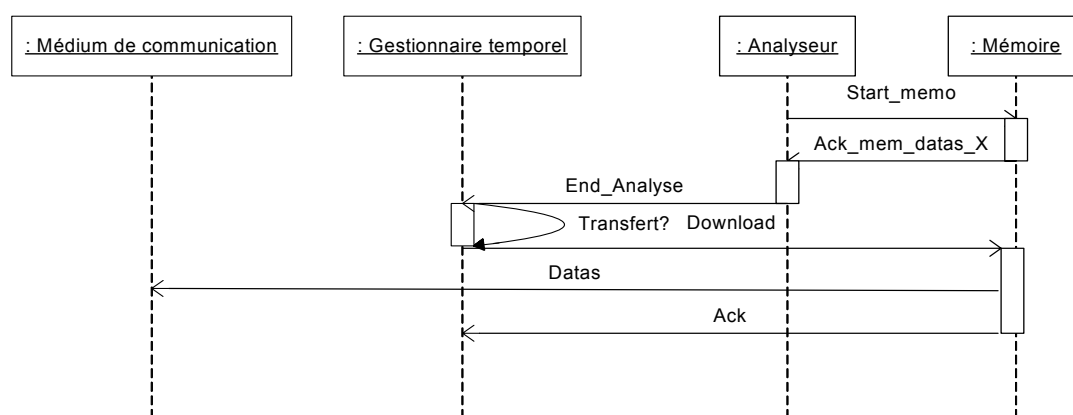 : Médium de communication
: Gestionnaire temporel
: Analyseur
: Mémoire
Start_memo
Ack_mem_datas_X
End_Analyse
Transfert?
Download
Datas
Ack